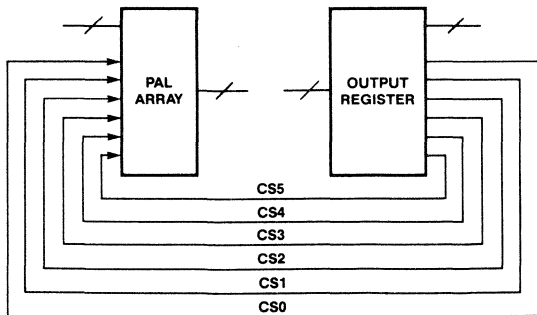 PAL
ARRAY
OUTPUT
REGISTER
CS5
CS4
CS3
CS2
CS1
CS0